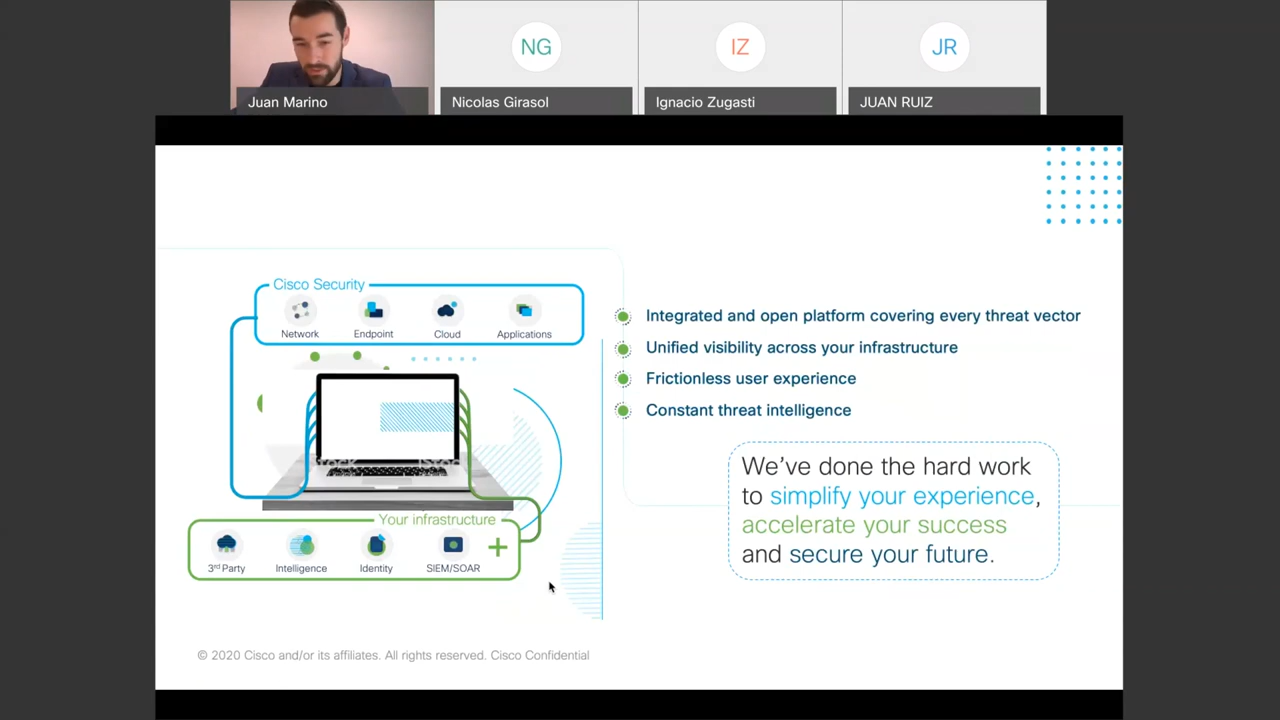 NG
IZ
JR
Juan Marino
Nicolas Girasol
Ignacio Zugasti
JUAN RUIZ
Cisco Security
Network
Endpoint
Cloud
Applications
Your infrastructure
3rd Party
Intelligence
Identity
SIEM/SOAR
Integrated and open platform covering every threat vector
Unified visibility across your infrastructure
Frictionless user experience
Constant threat intelligence
We’ve done the hard work
to simplify your experience,
accelerate your success
and secure your future.
© 2020 Cisco and/or its affiliates. All rights reserved. Cisco Confidential